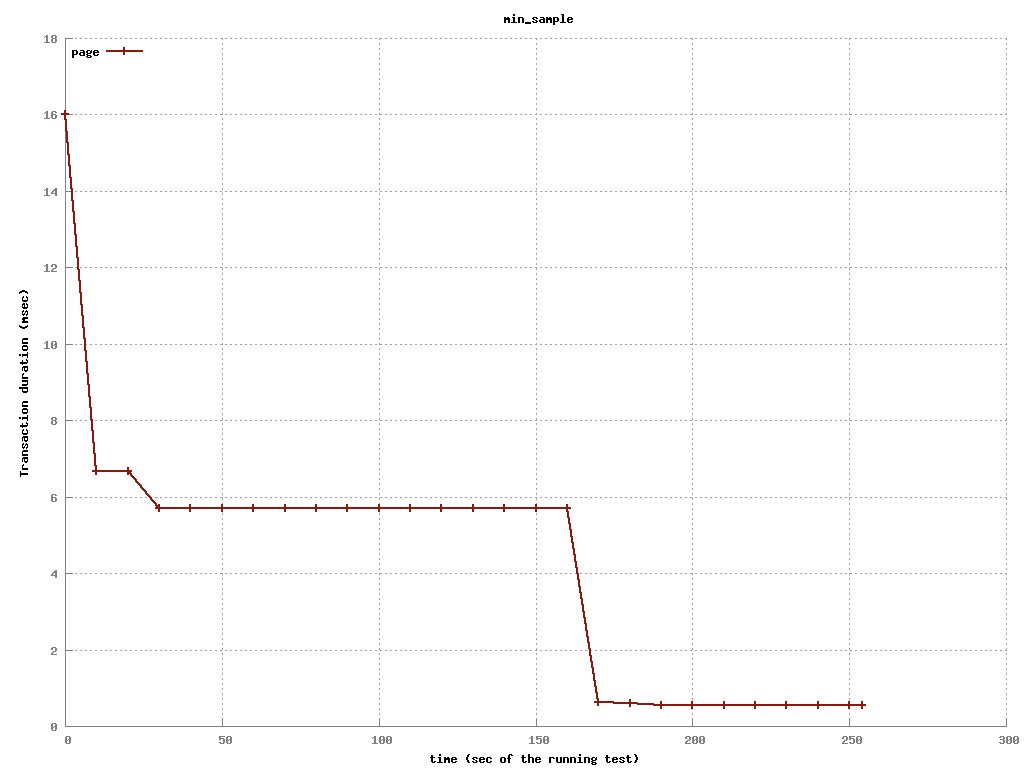 min_sample
page
18
16
14
12
10
8
6
4
2
0
Transaction duration (msec)
0 50 100 150 200 250 300
time (sec of the running test)